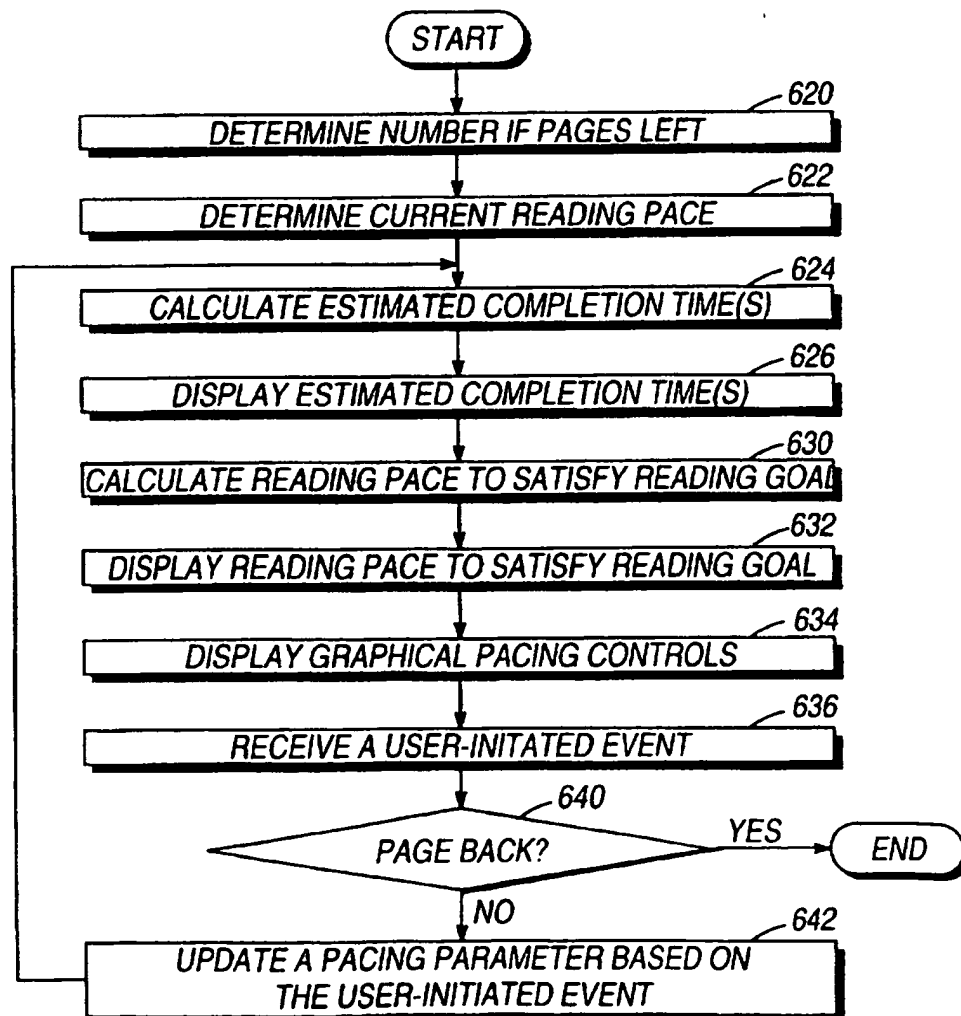 START
620
DETERMINE NUMBER IF PAGES LEFT
622
DETERMINE CURRENT READING PACE
624
CALCULATE ESTIMATED COMPLETION TIME(S)
626
DISPLAY ESTIMATED COMPLETION TIME(S)
630
CALCULATE READING PACE TO SATISFY READING GOAL
632
DISPLAY READING PACE TO SATISFY READING GOAL
634
DISPLAY GRAPHICAL PACING CONTROLS
636
RECEIVE A USER-INITATED EVENT
640
PAGE BACK?
YES
END
NO
642
UPDATE A PACING PARAMETER BASED ON
THE USER-INITIATED EVENT